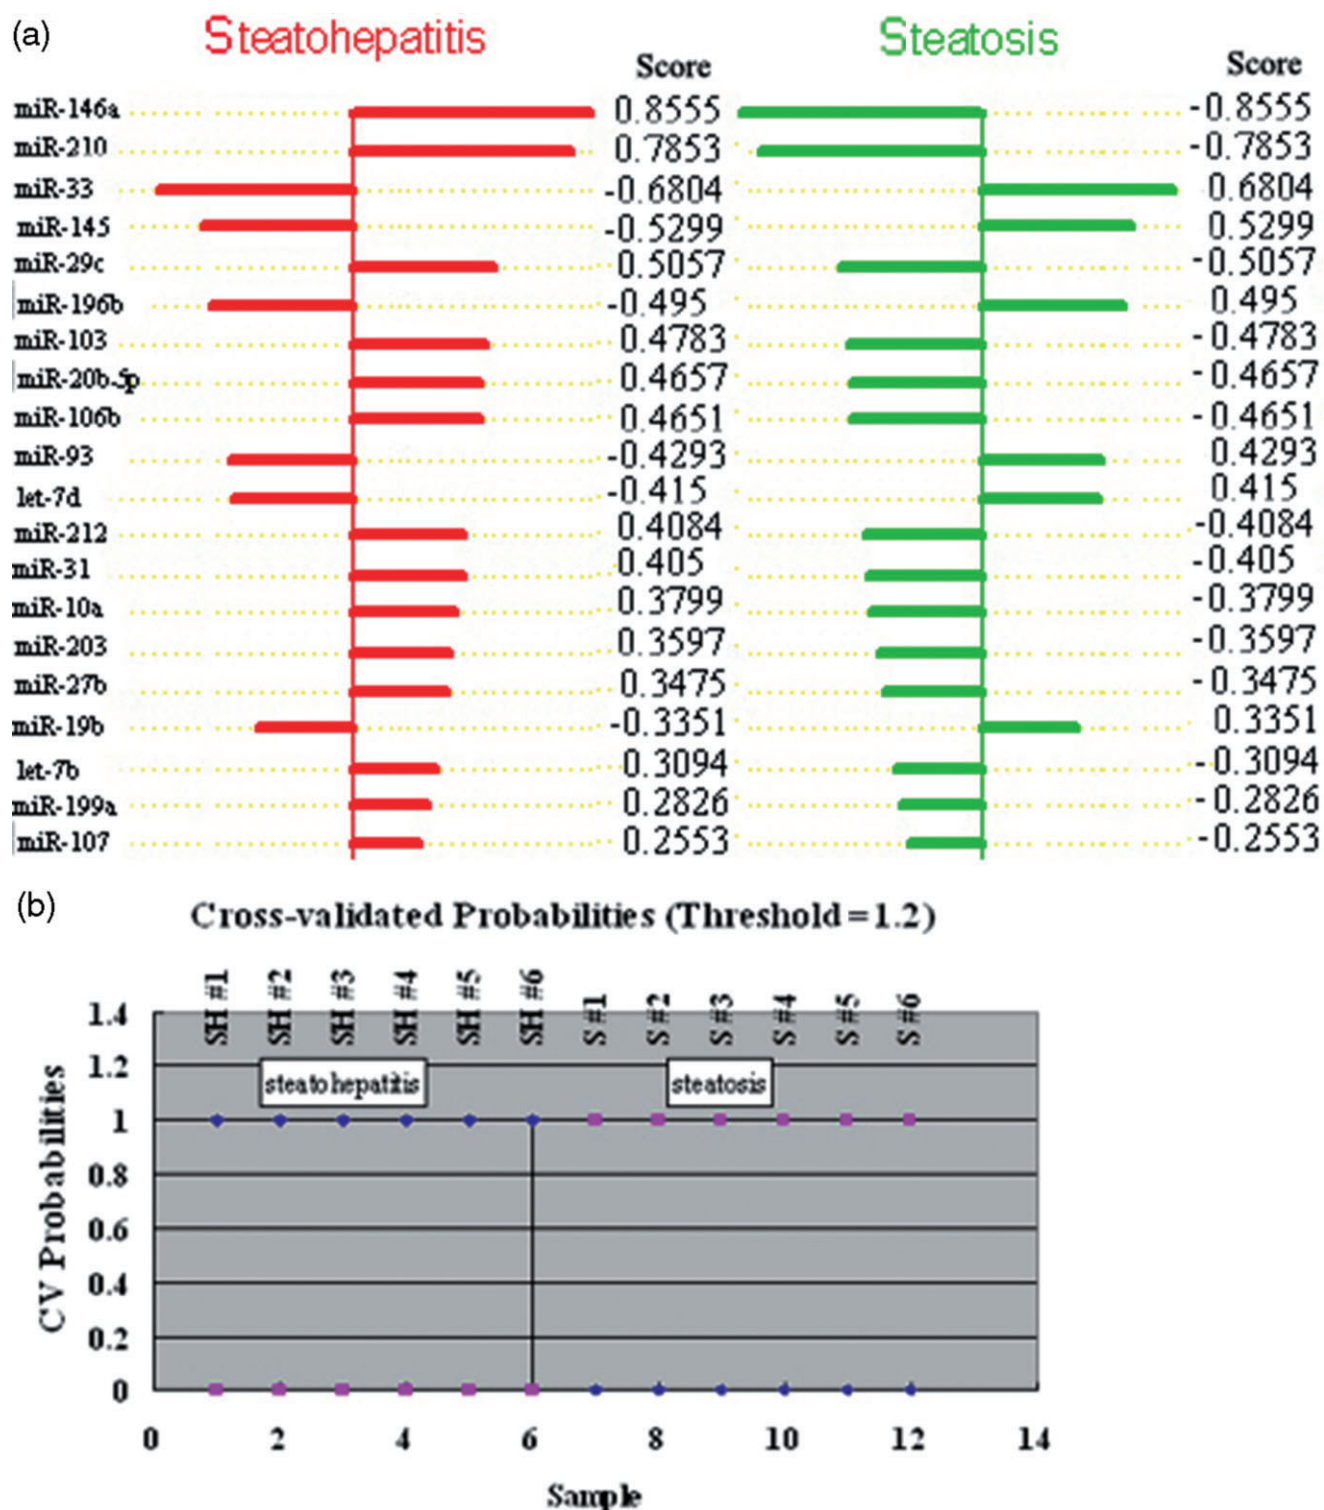 (a)
Steatohepatitis Steatosis
Score Score
miR-146a 0.8555 -0.8555
miR-210 0.7853 -0.7853
miR-33 -0.6804 0.6804
miR-145 -0.5299 0.5299
miR-29c 0.5057 -0.5057
miR-196b -0.495 0.495
miR-103 0.4783 -0.4783
miR-20b-5p 0.4657 -0.4657
miR-106b 0.4651 -0.4651
miR-93 -0.4293 0.4293
let-7d -0.415 0.415
miR-212 0.4084 -0.4084
miR-31 0.405 -0.405
miR-10a 0.3799 -0.3799
miR-203 0.3597 -0.3597
miR-27b 0.3475 -0.3475
miR-19b -0.3351 0.3351
let-7b 0.3094 -0.3094
miR-199a 0.2826 -0.2826
miR-107 0.2553 -0.2553
(b)
Cross-validated Probabilities (Threshold=1.2)
SH #1 SH #2 SH #3 SH #4 SH #5 SH #6 S #1 S #2 S #3 S #4 S #5 S #6
steatohepatitis steatosis
CV Probabilities
1.4
1.2
1
0.8
0.6
0.4
0.2
0
0 2 4 6 8 10 12 14
Sample